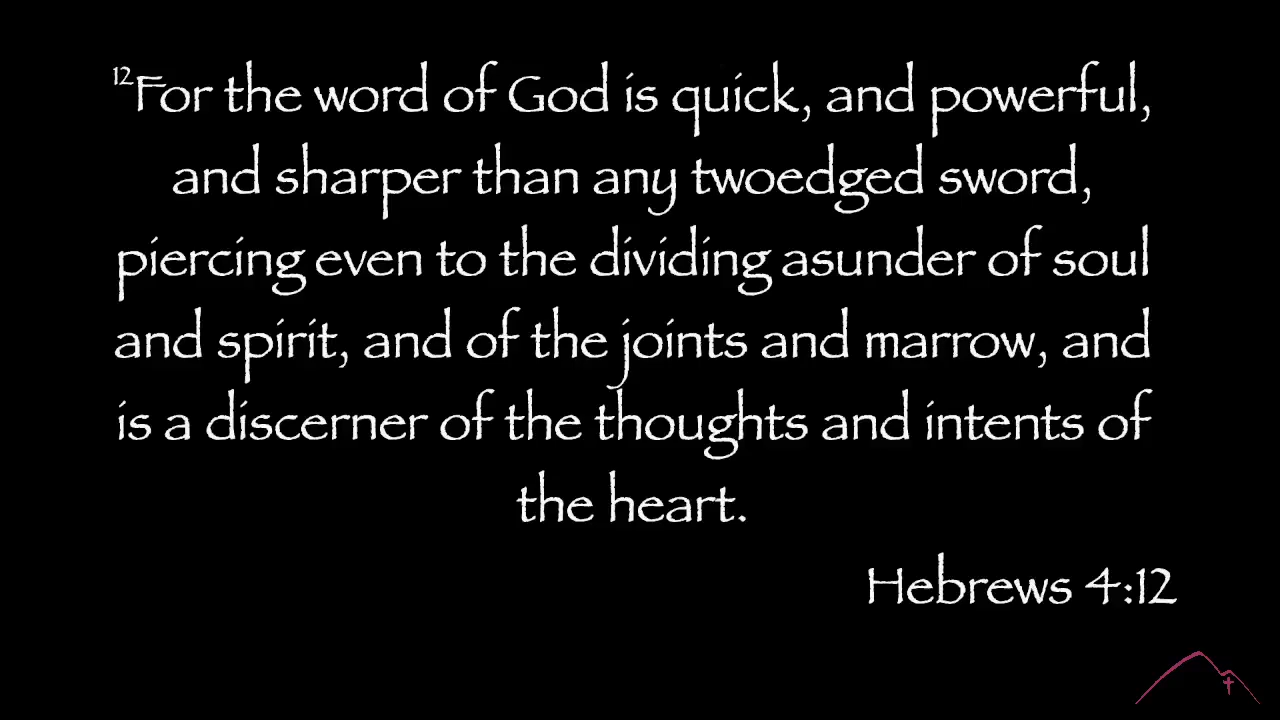 12For the word of God is quick, and powerful,
and sharper than any twoedged sword,
piercing even to the dividing asunder of soul
and spirit, and of the joints and marrow, and
is a discerner of the thoughts and intents of
the heart.
Hebrews 4:12